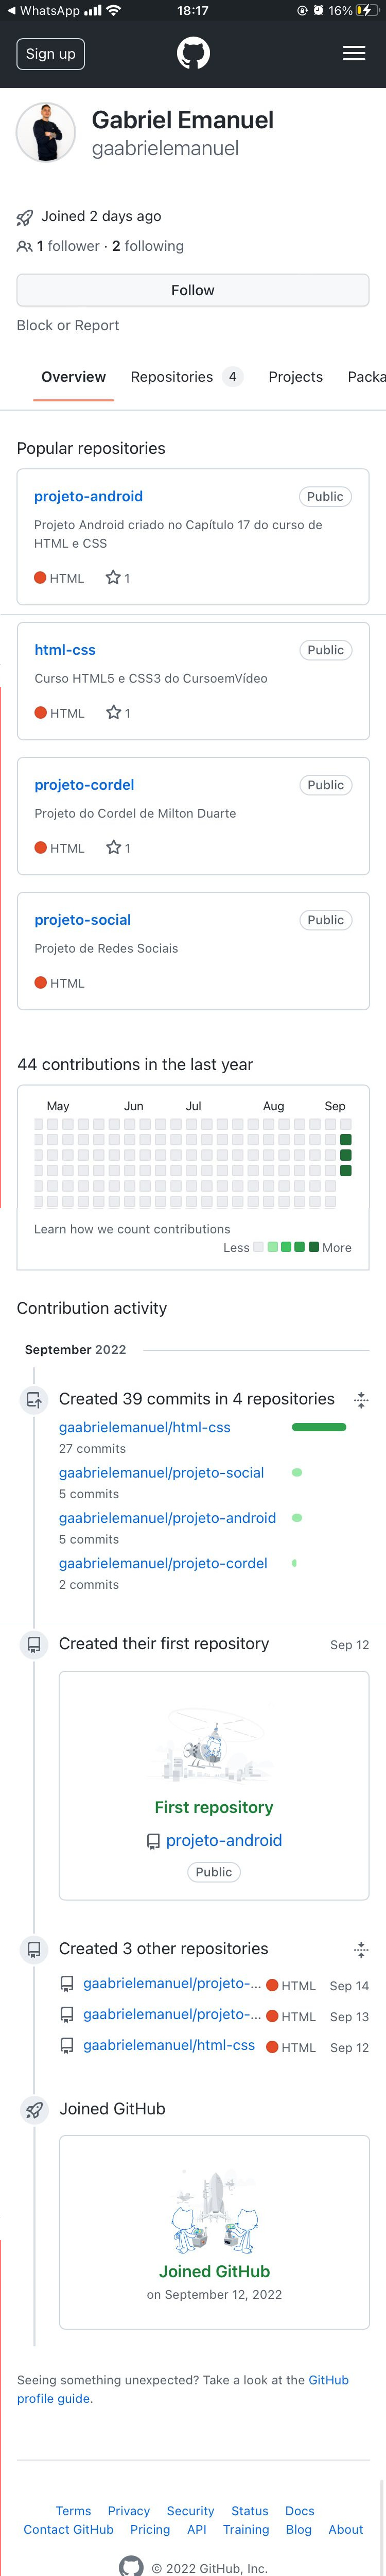 ◀ WhatsApp 18:17 16%
Sign up
Gabriel Emanuel
gaabrielemanuel
Joined 2 days ago
1 follower · 2 following
Follow
Block or Report
Overview Repositories 4 Projects Packa
Popular repositories
projeto-android Public
Projeto Android criado no Capítulo 17 do curso de
HTML e CSS
HTML 1
html-css Public
Curso HTML5 e CSS3 do CursoemVídeo
HTML 1
projeto-cordel Public
Projeto do Cordel de Milton Duarte
HTML 1
projeto-social Public
Projeto de Redes Sociais
HTML
44 contributions in the last year
May Jun Jul Aug Sep
Learn how we count contributions
Less More
Contribution activity
September 2022
Created 39 commits in 4 repositories
gaabrielemanuel/html-css
27 commits
gaabrielemanuel/projeto-social
5 commits
gaabrielemanuel/projeto-android
5 commits
gaabrielemanuel/projeto-cordel
2 commits
Created their first repository Sep 12
First repository
projeto-android
Public
Created 3 other repositories
gaabrielemanuel/projeto-... HTML Sep 14
gaabrielemanuel/projeto-... HTML Sep 13
gaabrielemanuel/html-css HTML Sep 12
Joined GitHub
Joined GitHub
on September 12, 2022
Seeing something unexpected? Take a look at the GitHub
profile guide.
Terms Privacy Security Status Docs
Contact GitHub Pricing API Training Blog About
© 2022 GitHub, Inc.